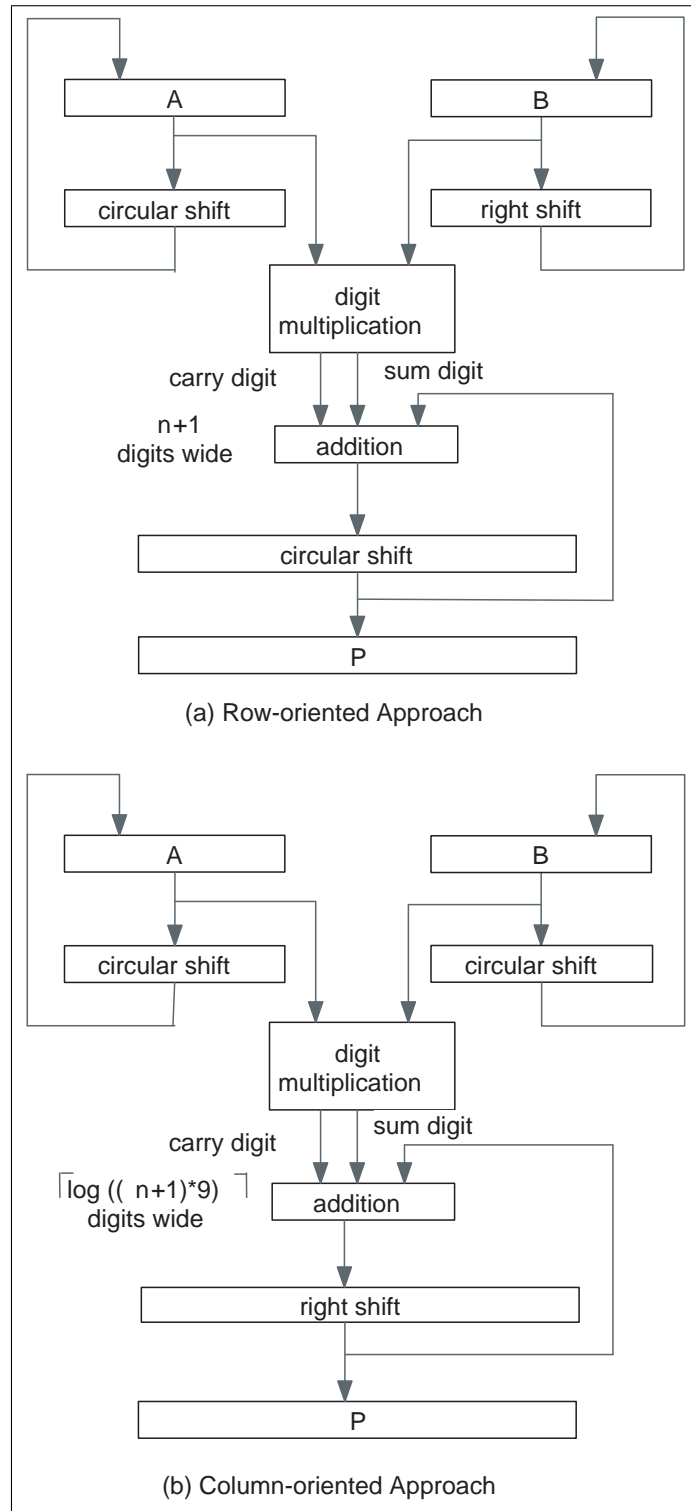 A
B
circular shift
right shift
digit
multiplication
carry digit
sum digit
n+1
digits wide
addition
circular shift
P
(a) Row-oriented Approach
A
B
circular shift
circular shift
digit
multiplication
carry digit
sum digit
⌈log (( n+1)*9)⌉
digits wide
addition
right shift
P
(b) Column-oriented Approach